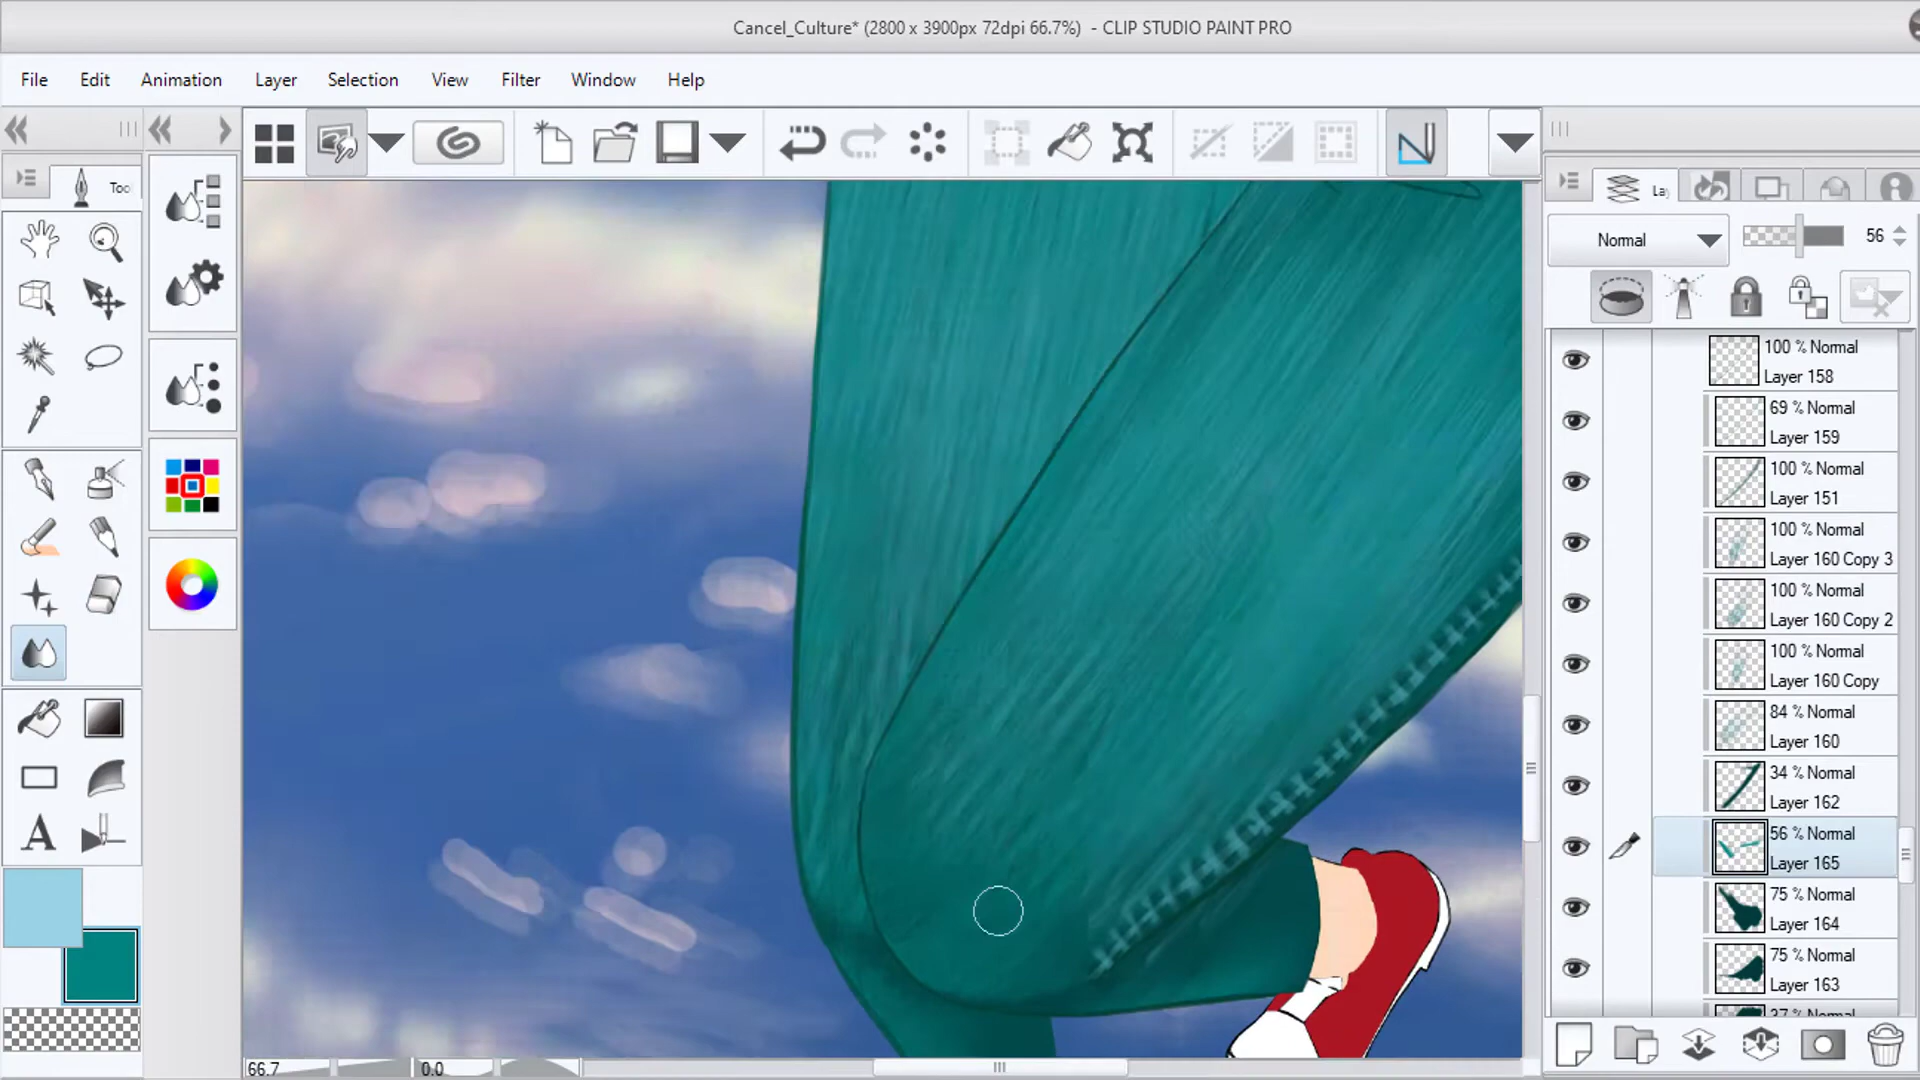 Cancel_Culture* (2800 x 3900px 72dpi 66.7%) - CLIP STUDIO PAINT PRO
File Edit Animation Layer Selection View Filter Window Help
Too
La
Normal 56
100 % Normal
Layer 158
69 % Normal
Layer 159
100 % Normal
Layer 151
100 % Normal
Layer 160 Copy 3
100 % Normal
Layer 160 Copy 2
100 % Normal
Layer 160 Copy
84 % Normal
Layer 160
34 % Normal
Layer 162
56 % Normal
Layer 165
75 % Normal
Layer 164
75 % Normal
Layer 163
37 % Normal
66.7 0.0